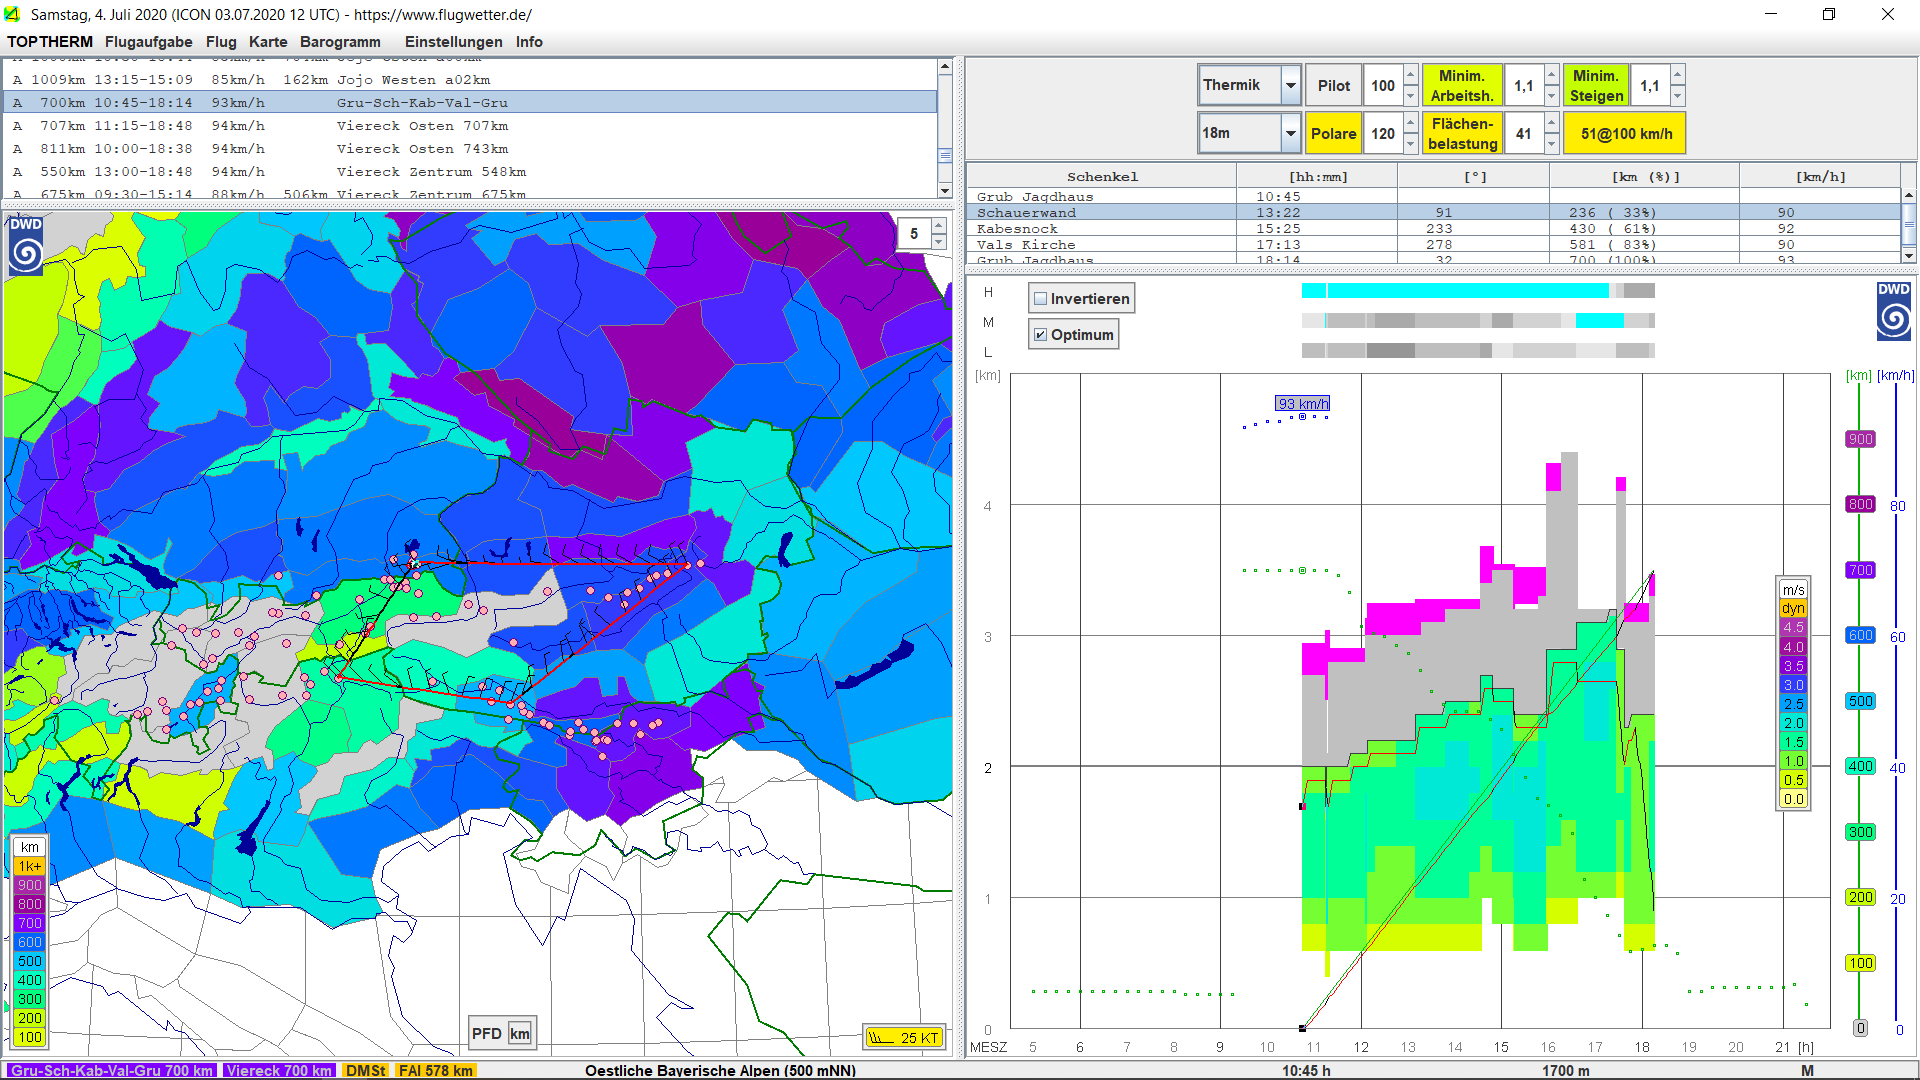 Samstag, 4. Juli 2020 (ICON 03.07.2020 12 UTC) - https://www.flugwetter.de/
TOPTHERM Flugaufgabe Flug Karte Barogramm Einstellungen Info
A 1009km 13:15-15:09 85km/h 162km Jojo Westen a02km
A 700km 10:45-18:14 93km/h Gru-Sch-Kab-Val-Gru
A 707km 11:15-18:48 94km/h Viereck Osten 707km
A 811km 10:00-18:38 94km/h Viereck Osten 743km
A 550km 13:00-18:48 94km/h Viereck Zentrum 548km
A 675km 09:30-15:14 88km/h 506km Viereck Zentrum 675km
Thermik Pilot 100 Minim. Arbeitsh. 1,1 Minim. Steigen 1,1
18m Polare 120 Flächen-belastung 41 51@100 km/h
Schenkel [hh:mm] [°] [km (%)] [km/h]
Grub Jagdhaus 10:45
Schauerwand 13:22 91 236 ( 33%) 90
Kabesnock 15:25 233 430 ( 61%) 92
Vals Kirche 17:13 278 581 ( 83%) 90
Grub Jagdhaus 18:14 32 700 (100%) 93
DWD
5
km
1k+
900
800
700
600
500
400
300
200
100
PFD km
25 KT
H
M
L
Invertieren
Optimum
DWD
[km]
[km] [km/h]
93 km/h
4
3
2
1
0
900
800
700
600
500
400
300
200
100
0
80
60
40
20
0
m/s
dyn
4.5
4.0
3.5
3.0
2.5
2.0
1.5
1.0
0.5
0.0
MESZ 5 6 7 8 9 10 11 12 13 14 15 16 17 18 19 20 21 [h]
Gru-Sch-Kab-Val-Gru 700 km Viereck 700 km DMSt FAI 578 km Oestliche Bayerische Alpen (500 mNN) 10:45 h 1700 m M